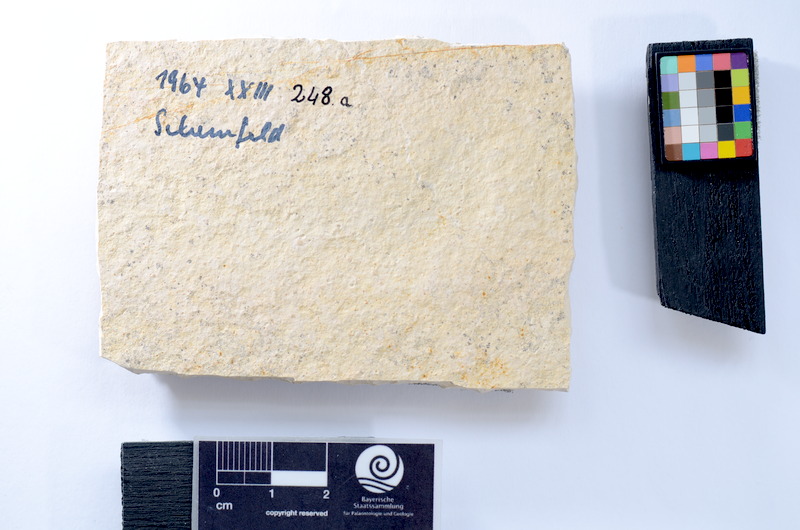 1964 XXIII 248 a
Schernfeld
0 1 2
cm
copyright reserved
Bayerische
Staatssammlung
für Paläontologie und Geologie